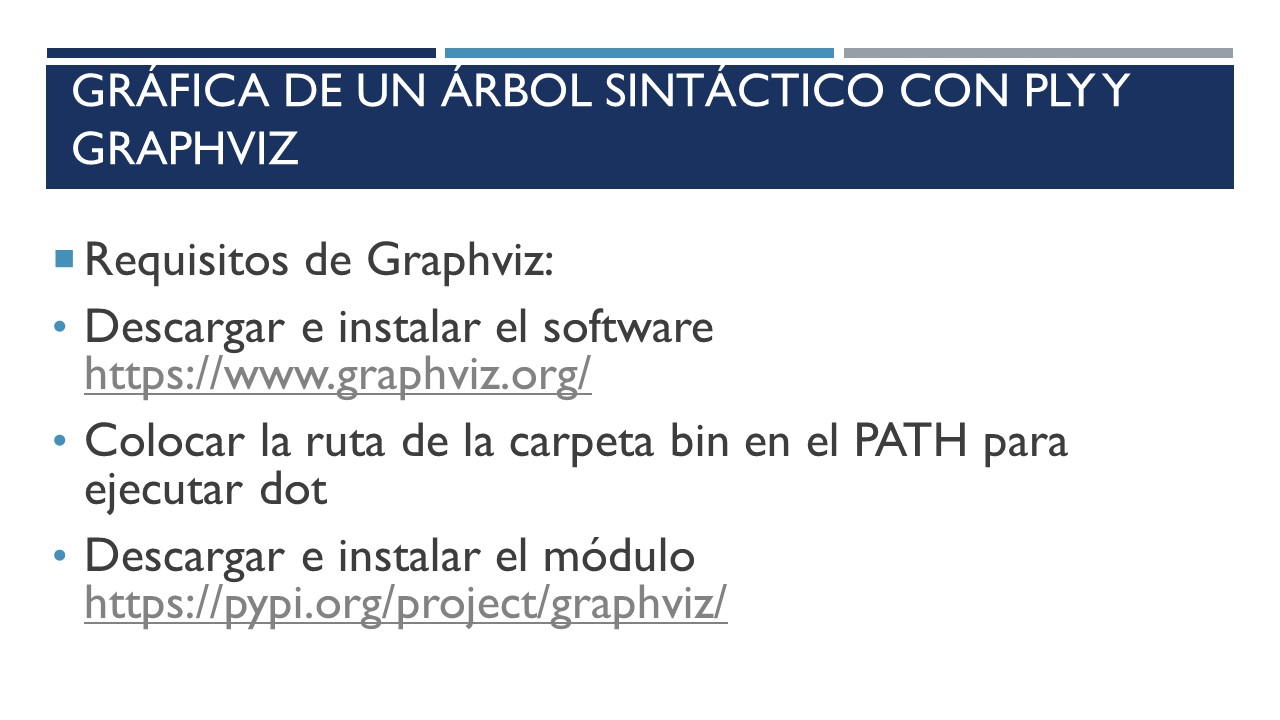 GRÁFICA DE UN ÁRBOL SINTÁCTICO CON PLY Y
GRAPHVIZ
Requisitos de Graphviz:
Descargar e instalar el software
https://www.graphviz.org/
Colocar la ruta de la carpeta bin en el PATH para
ejecutar dot
Descargar e instalar el módulo
https://pypi.org/project/graphviz/